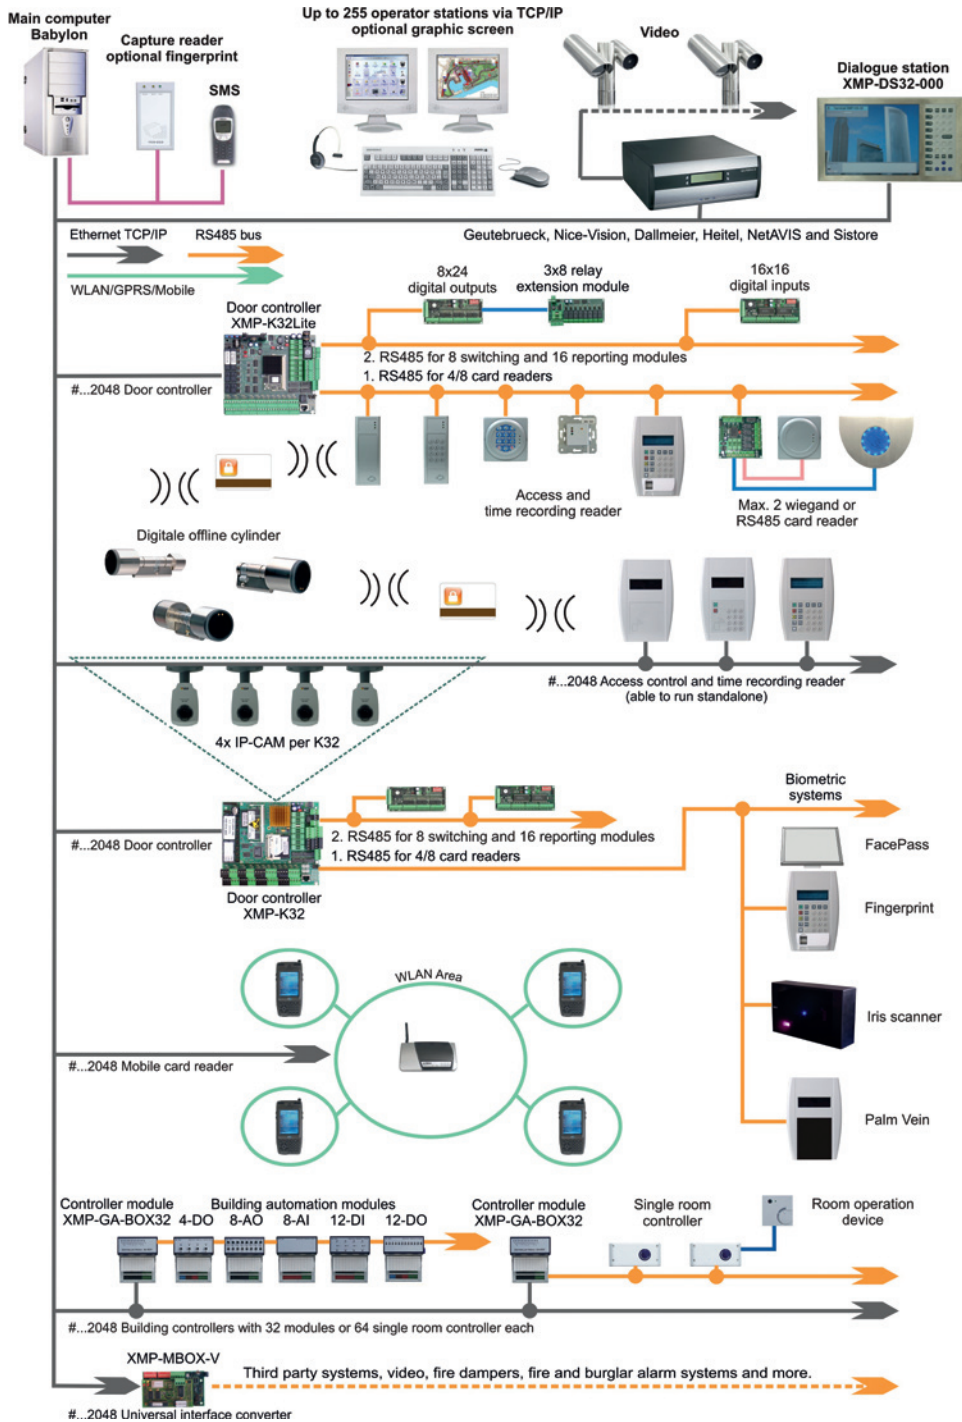 Main computer
Babylon
Capture reader
optional fingerprint
SMS
Up to 255 operator stations via TCP/IP
optional graphic screen
Video
Dialogue station
XMP-DS32-000
Ethernet TCP/IP
RS485 bus
Geutebrueck, Nice-Vision, Dallmeier, Heitel, NetAVIS and Sistore
WLAN/GPRS/Mobile
8x24
digital outputs
3x8 relay
extension module
16x16
digital inputs
Door controller
XMP-K32Lite
2. RS485 for 8 switching and 16 reporting modules
1. RS485 for 4/8 card readers
#...2048 Door controller
Access and
time recording reader
Max. 2 wiegand or
RS485 card reader
Digitale offline cylinder
#...2048 Access control and time recording reader
(able to run standalone)
4x IP-CAM per K32
Biometric
systems
2. RS485 for 8 switching and 16 reporting modules
1. RS485 for 4/8 card readers
#...2048 Door controller
FacePass
Door controller
XMP-K32
Fingerprint
WLAN Area
Iris scanner
#...2048 Mobile card reader
Palm Vein
Controller module
XMP-GA-BOX32
Building automation modules
4-DO 8-AO 8-AI 12-DI 12-DO
Controller module
XMP-GA-BOX32
Single room
controller
Room operation
device
#...2048 Building controllers with 32 modules or 64 single room controller each
XMP-MBOX-V
Third party systems, video, fire dampers, fire and burglar alarm systems and more.
#...2048 Universal interface converter